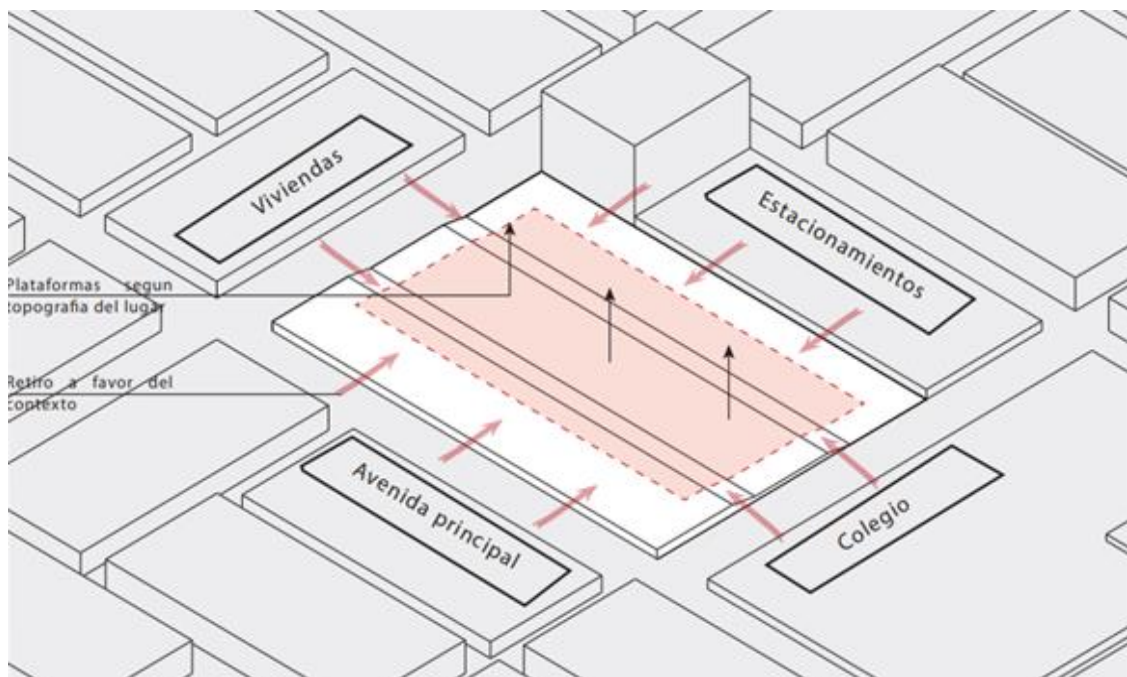 Viviendas
Estacionamientos
Plataformas segun
topografia del lugar
Retiro a favor del
contexto
Avenida principal
Colegio